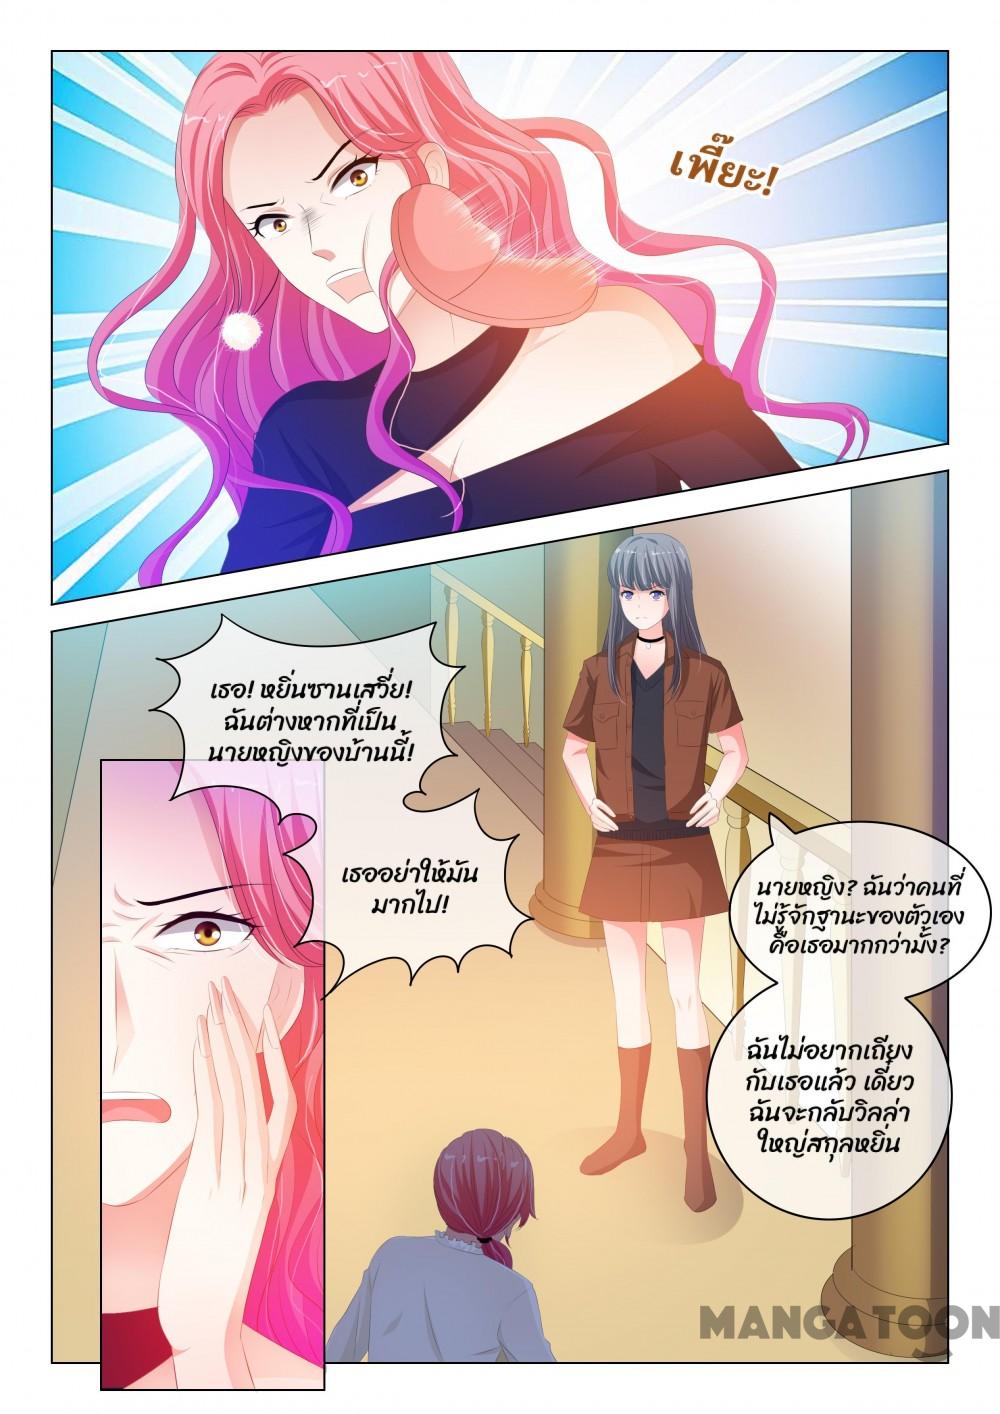 เพี๊ยะ!
เธอ! หยิ่นซานเสวี่ย!
ฉันต่างหากที่เป็น
นายหญิงของบ้านนี้!
เธออย่าให้มัน
มากไป!
นายหญิง? ฉันว่าคนที่
ไม่รู้จักฐานะของตัวเอง
คือเธอมากกว่ามั้ง?
ฉันไม่อยากเถียง
กับเธอแล้ว เดี๋ยว
ฉันจะกลับวิลล่า
ใหญ่สกุลหยิ่น
MANGATOON